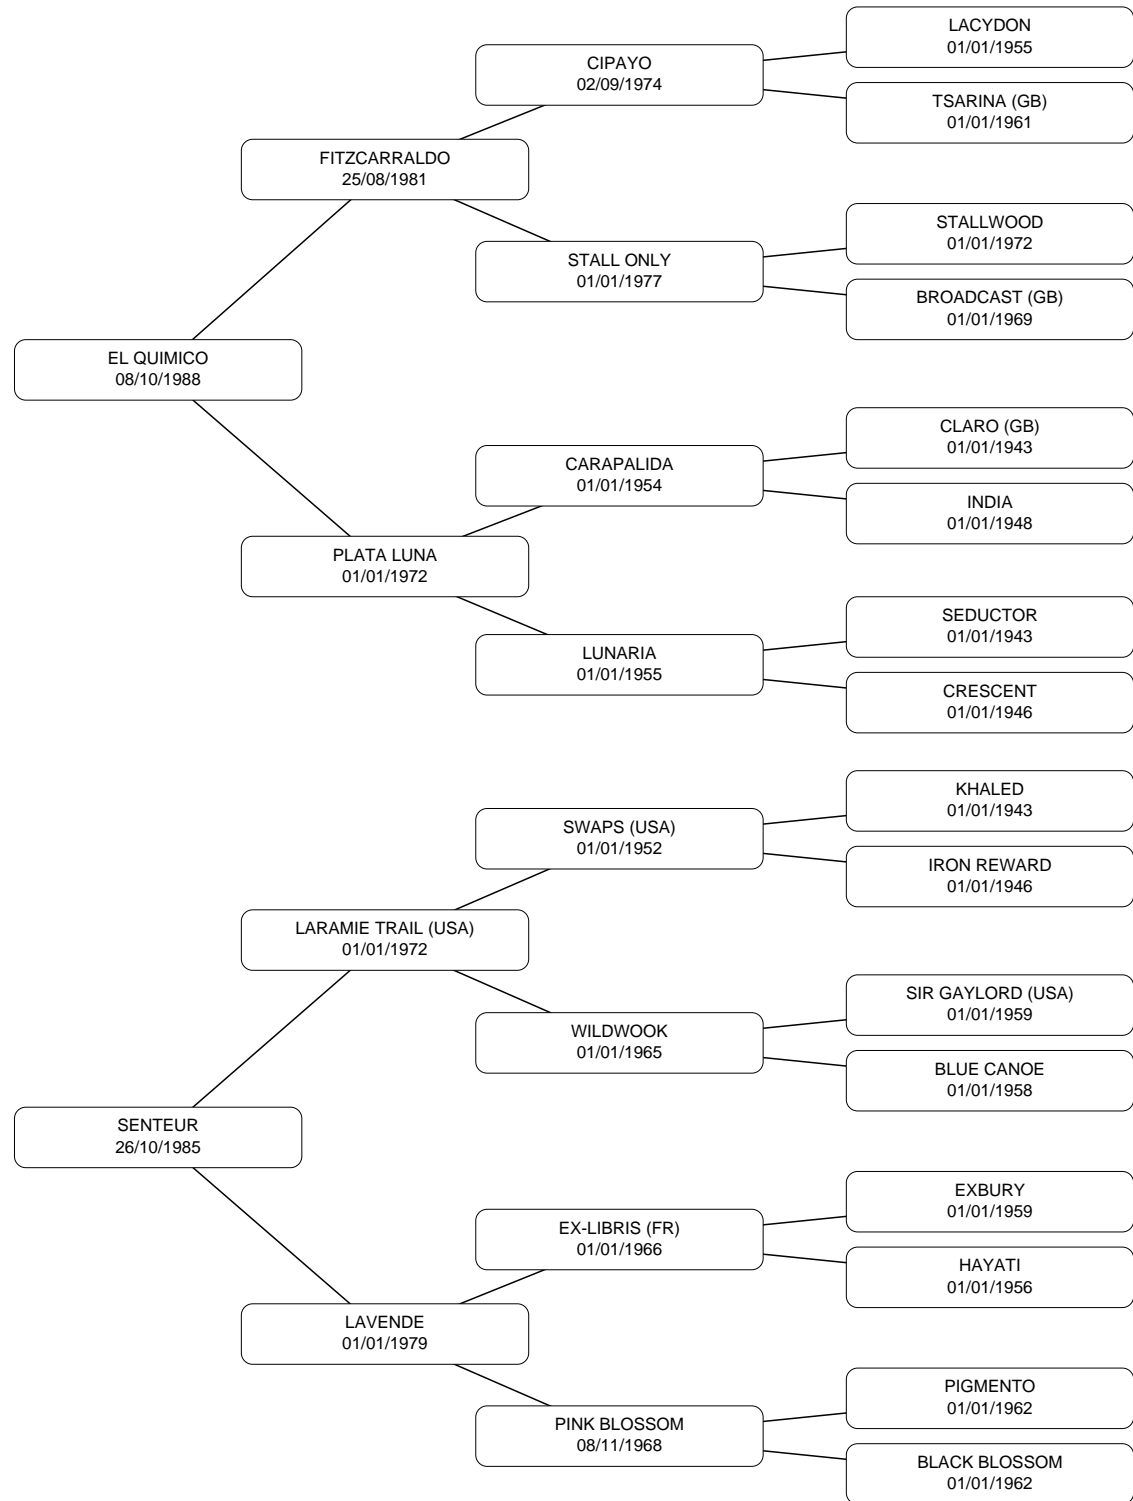 LACYDON
01/01/1955
CIPAYO
02/09/1974
TSARINA (GB)
01/01/1961
FITZCARRALDO
25/08/1981
STALLWOOD
01/01/1972
STALL ONLY
01/01/1977
BROADCAST (GB)
01/01/1969
EL QUIMICO
08/10/1988
CLARO (GB)
01/01/1943
CARAPALIDA
01/01/1954
INDIA
01/01/1948
PLATA LUNA
01/01/1972
SEDUCTOR
01/01/1943
LUNARIA
01/01/1955
CRESCENT
01/01/1946
KHALED
01/01/1943
SWAPS (USA)
01/01/1952
IRON REWARD
01/01/1946
LARAMIE TRAIL (USA)
01/01/1972
SIR GAYLORD (USA)
01/01/1959
WILDWOOK
01/01/1965
BLUE CANOE
01/01/1958
SENTEUR
26/10/1985
EXBURY
01/01/1959
EX-LIBRIS (FR)
01/01/1966
HAYATI
01/01/1956
LAVENDE
01/01/1979
PIGMENTO
01/01/1962
PINK BLOSSOM
08/11/1968
BLACK BLOSSOM
01/01/1962